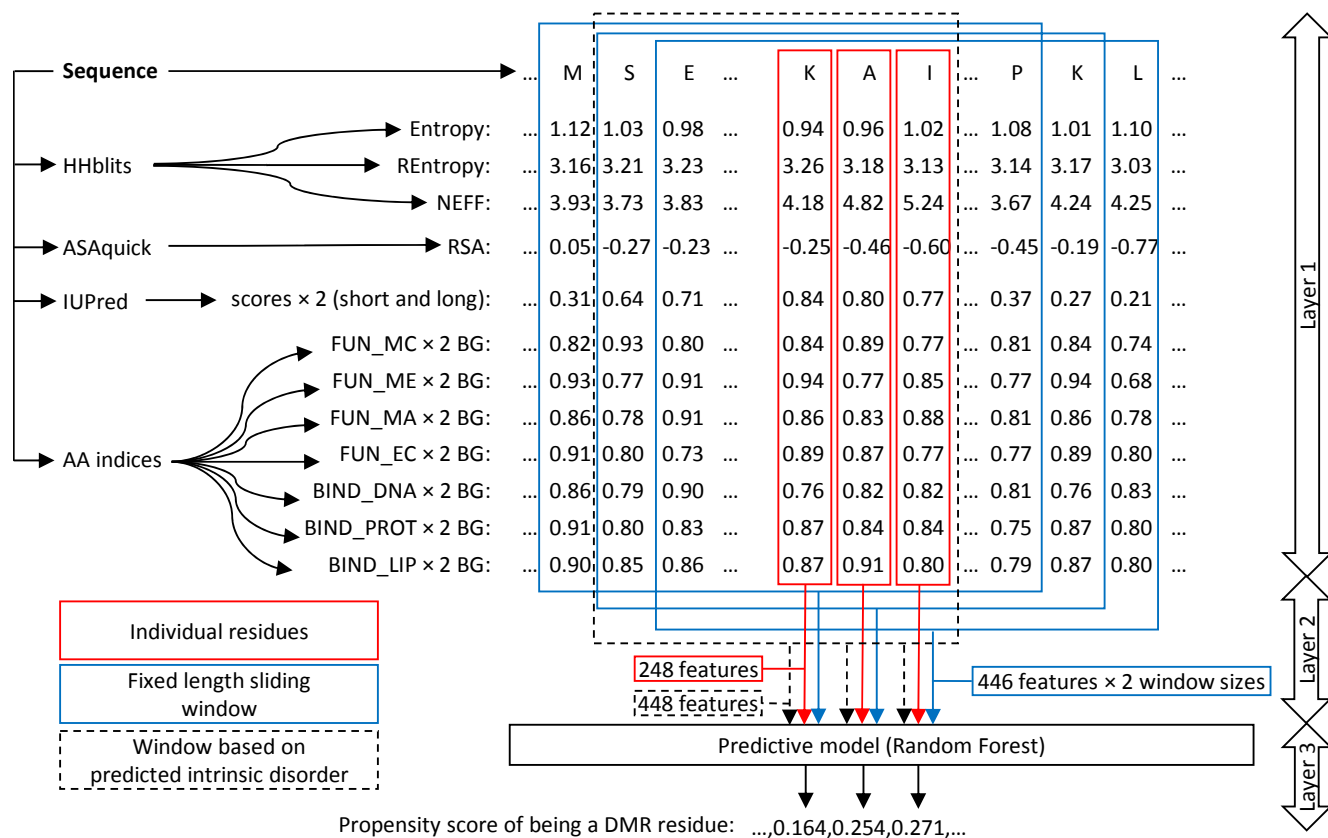 Sequence ... M S E ... K A I ... P K L ...
Entropy: ... 1.12 1.03 0.98 ... 0.94 0.96 1.02 ... 1.08 1.01 1.10 ...
HHblits REntropy: ... 3.16 3.21 3.23 ... 3.26 3.18 3.13 ... 3.14 3.17 3.03 ...
NEFF: ... 3.93 3.73 3.83 ... 4.18 4.82 5.24 ... 3.67 4.24 4.25 ...
ASAquick RSA: ... 0.05 -0.27 -0.23 ... -0.25 -0.46 -0.60 ... -0.45 -0.19 -0.77 ...
IUPred scores × 2 (short and long): ... 0.31 0.64 0.71 ... 0.84 0.80 0.77 ... 0.37 0.27 0.21 ...
FUN_MC × 2 BG: ... 0.82 0.93 0.80 ... 0.84 0.89 0.77 ... 0.81 0.84 0.74 ...
FUN_ME × 2 BG: ... 0.93 0.77 0.91 ... 0.94 0.77 0.85 ... 0.77 0.94 0.68 ...
FUN_MA × 2 BG: ... 0.86 0.78 0.91 ... 0.86 0.83 0.88 ... 0.81 0.86 0.78 ...
AA indices FUN_EC × 2 BG: ... 0.91 0.80 0.73 ... 0.89 0.87 0.77 ... 0.77 0.89 0.80 ...
BIND_DNA × 2 BG: ... 0.86 0.79 0.90 ... 0.76 0.82 0.82 ... 0.81 0.76 0.83 ...
BIND_PROT × 2 BG: ... 0.91 0.80 0.83 ... 0.87 0.84 0.84 ... 0.75 0.87 0.80 ...
BIND_LIP × 2 BG: ... 0.90 0.85 0.86 ... 0.87 0.91 0.80 ... 0.79 0.87 0.80 ...
Layer 1
Individual residues
Fixed length sliding
window
Window based on
predicted intrinsic disorder
248 features
448 features
446 features × 2 window sizes
Layer 2
Predictive model (Random Forest)
Layer 3
Propensity score of being a DMR residue: ...,0.164,0.254,0.271,...